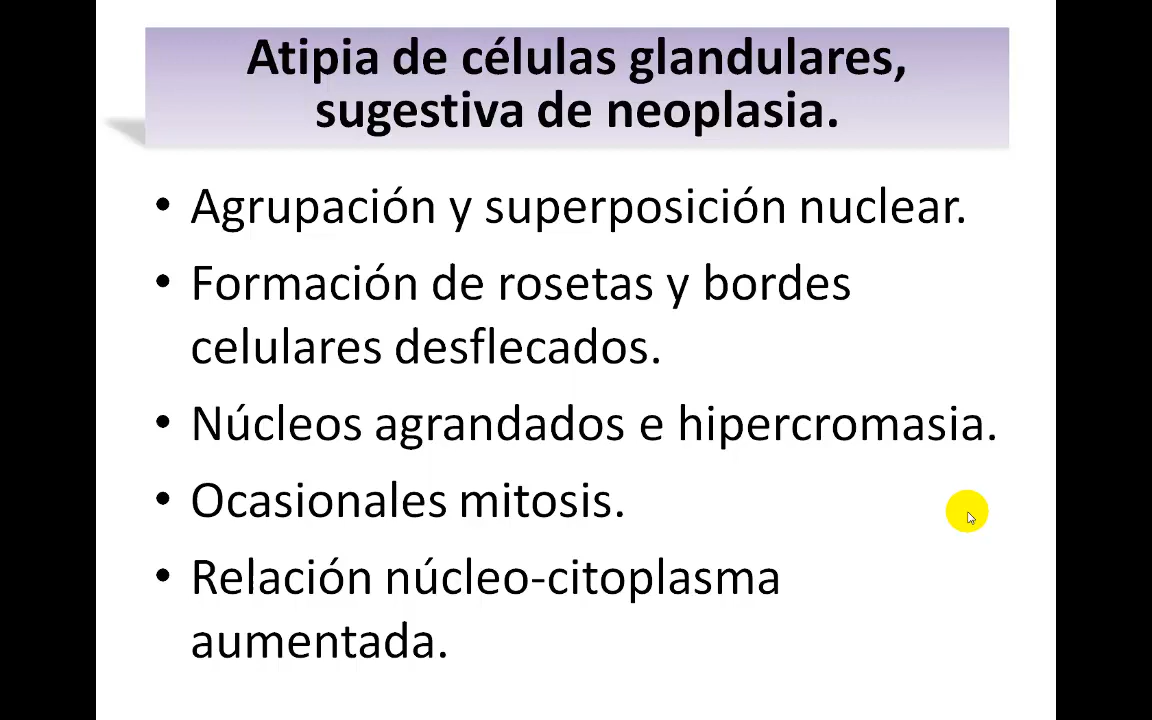 Atipia de células glandulares,
sugestiva de neoplasia.
• Agrupación y superposición nuclear.
• Formación de rosetas y bordes
celulares desflecados.
• Núcleos agrandados e hipercromasia.
• Ocasionales mitosis.
• Relación núcleo-citoplasma
aumentada.